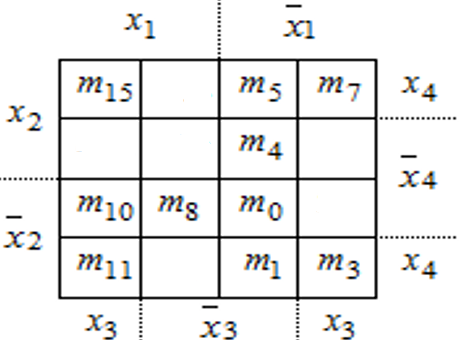 x₁ x̄₁
x₂ m₁₅ m₅ m₇ x₄
m₄ x̄₄
x̄₂ m₁₀ m₈ m₀
m₁₁ m₁ m₃ x₄
x₃ x̄₃ x₃